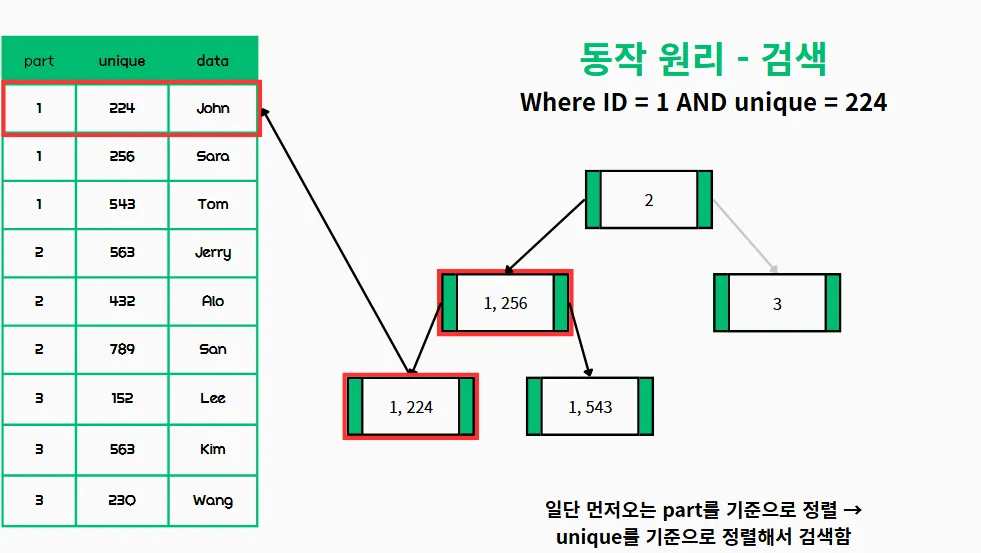 동작 원리 - 검색
Where ID = 1 AND unique = 224
part unique data
1 224 John
1 256 Sara
1 543 Tom
2 563 Jerry
2 432 Alo
2 789 San
3 152 Lee
3 563 Kim
3 230 Wang
2
1, 256
3
1, 224
1, 543
일단 먼저오는 part를 기준으로 정렬 →
unique를 기준으로 정렬해서 검색함